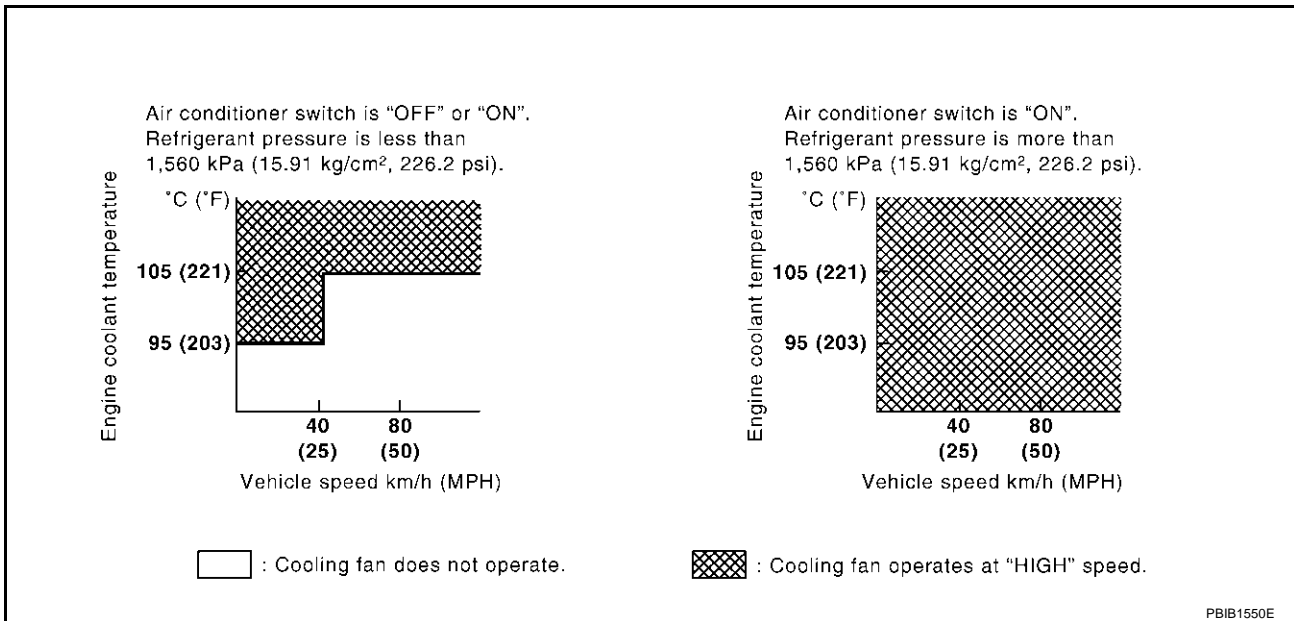 Air conditioner switch is “OFF” or “ON”.
Refrigerant pressure is less than
1,560 kPa (15.91 kg/cm², 226.2 psi).
Engine coolant temperature
˚C (˚F)
105 (221)
95 (203)
40
(25)
80
(50)
Vehicle speed km/h (MPH)
Air conditioner switch is “ON”.
Refrigerant pressure is more than
1,560 kPa (15.91 kg/cm², 226.2 psi).
Engine coolant temperature
˚C (˚F)
105 (221)
95 (203)
40
(25)
80
(50)
Vehicle speed km/h (MPH)
: Cooling fan does not operate.
: Cooling fan operates at “HIGH” speed.
PBIB1550E